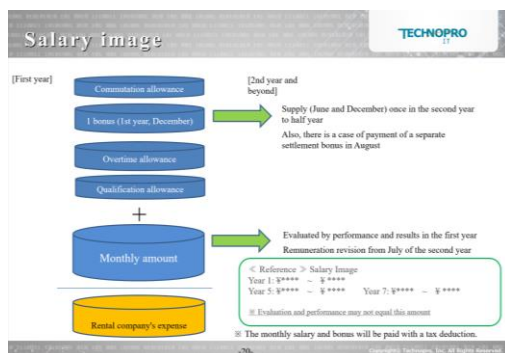 Salary image
TECHNOPRO
IT
[First year]
Commutation allowance
[2nd year and
beyond]
1 bonus (1st year, December)
Supply (June and December) once in the second year
to half year
Also, there is a case of payment of a separate
settlement bonus in August
Overtime allowance
Qualification allowance
+
Monthly amount
Evaluated by performance and results in the first year
Remuneration revision from July of the second year
≪ Reference ≫ Salary Image
Year 1: ¥**** ~ ¥ ****
Year 5: ¥**** ~ ¥ **** Year 7: ¥**** ~ ¥ ****
※ Evaluation and performance may not equal this amount
Rental company's expense
※ The monthly salary and bonus will be paid with a tax deduction.
-20-
Copyright(C) Technopro, Inc. All Rights Reserved.